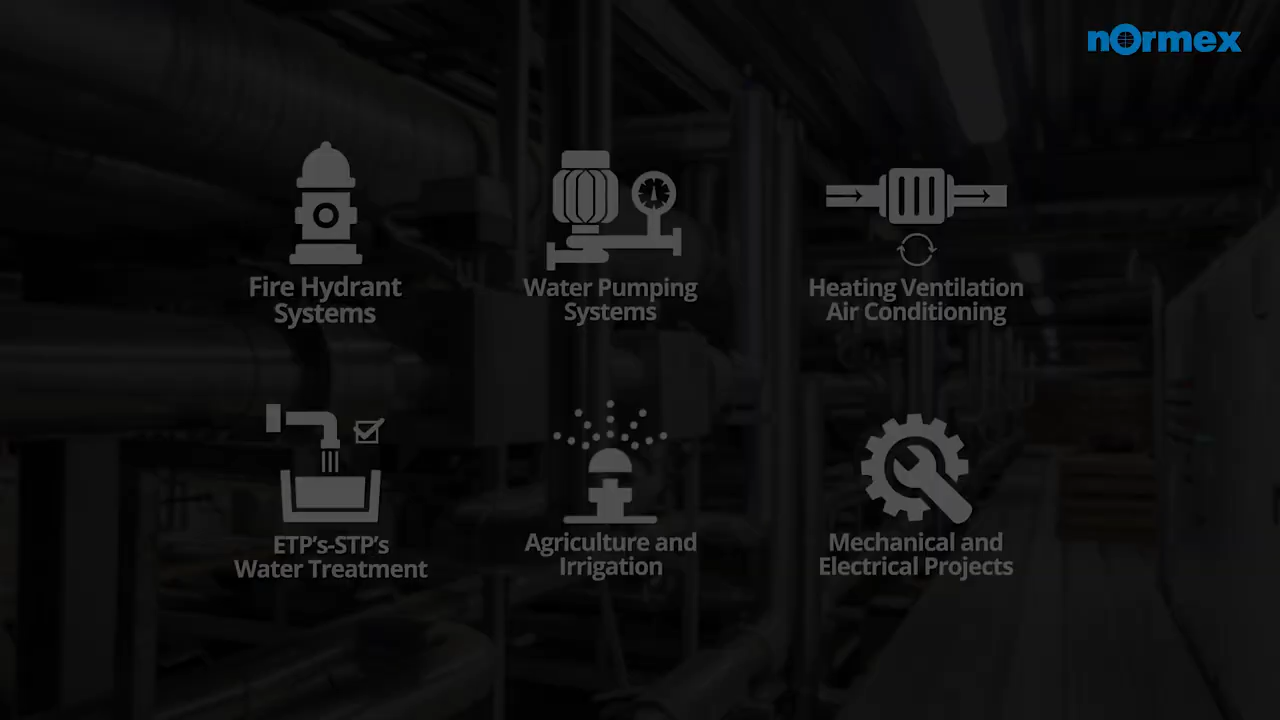 nOrmex
Fire Hydrant
Systems
Water Pumping
Systems
Heating Ventilation
Air Conditioning
ETP's-STP's
Water Treatment
Agriculture and
Irrigation
Mechanical and
Electrical Projects